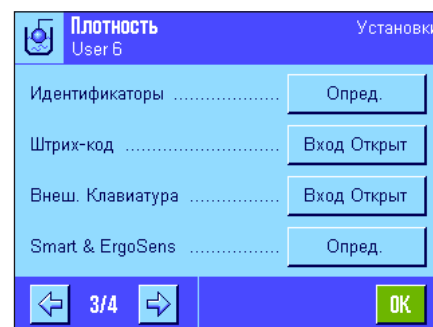 Плотность Установки
User 6
Идентификаторы .................... Опред.
Штрих-код ............................. Вход Открыт
Внеш. Клавиатура .................. Вход Открыт
Smart & ErgoSens .................. Опред.
3/4 OK